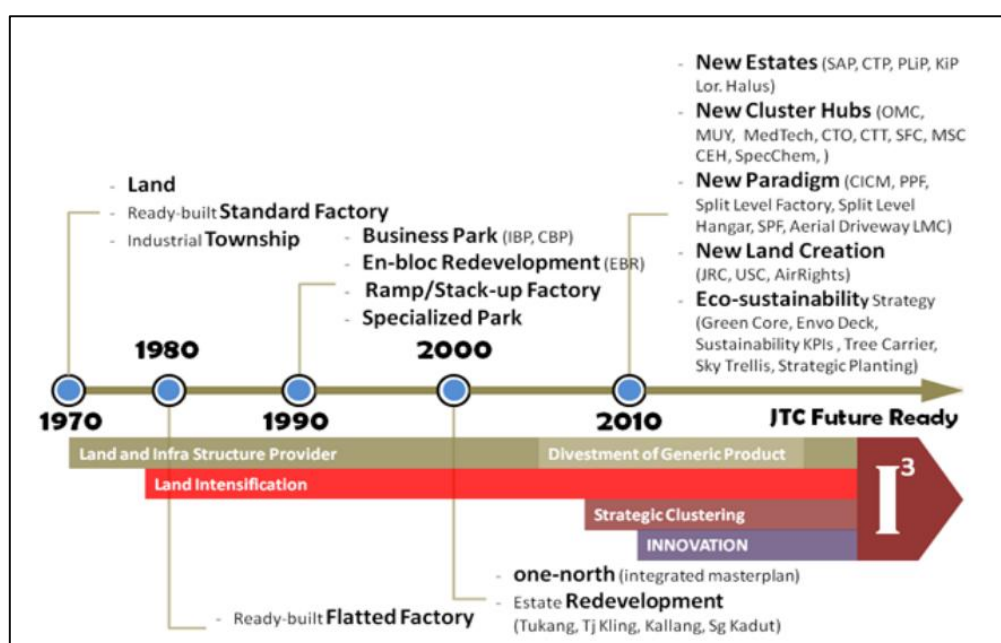 - New Estates (SAP, CTP, PLiP, KiP
Lor. Halus)
- New Cluster Hubs (OMC,
MUY, MedTech, CTO, CTT, SFC, MSC
CEH, SpecChem, )
- New Paradigm (CICM, PPF,
Split Level Factory, Split Level
Hangar, SPF, Aerial Driveway LMC)
- New Land Creation
(JRC, USC, AirRights)
- Eco-sustainability Strategy
(Green Core, Envo Deck,
Sustainability KPIs , Tree Carrier,
Sky Trellis, Strategic Planting)
- Land
- Ready-built Standard Factory
- Industrial Township
- Business Park (IBP, CBP)
- En-bloc Redevelopment (EBR)
- Ramp/Stack-up Factory
- Specialized Park
1980
2000
1970
1990
2010
JTC Future Ready
Land and Infra Structure Provider
Divestment of Generic Product
Land Intensification
Strategic Clustering
INNOVATION
I³
- one-north (integrated masterplan)
- Estate Redevelopment
(Tukang, Tj Kling, Kallang, Sg Kadut)
- Ready-built Flatted Factory